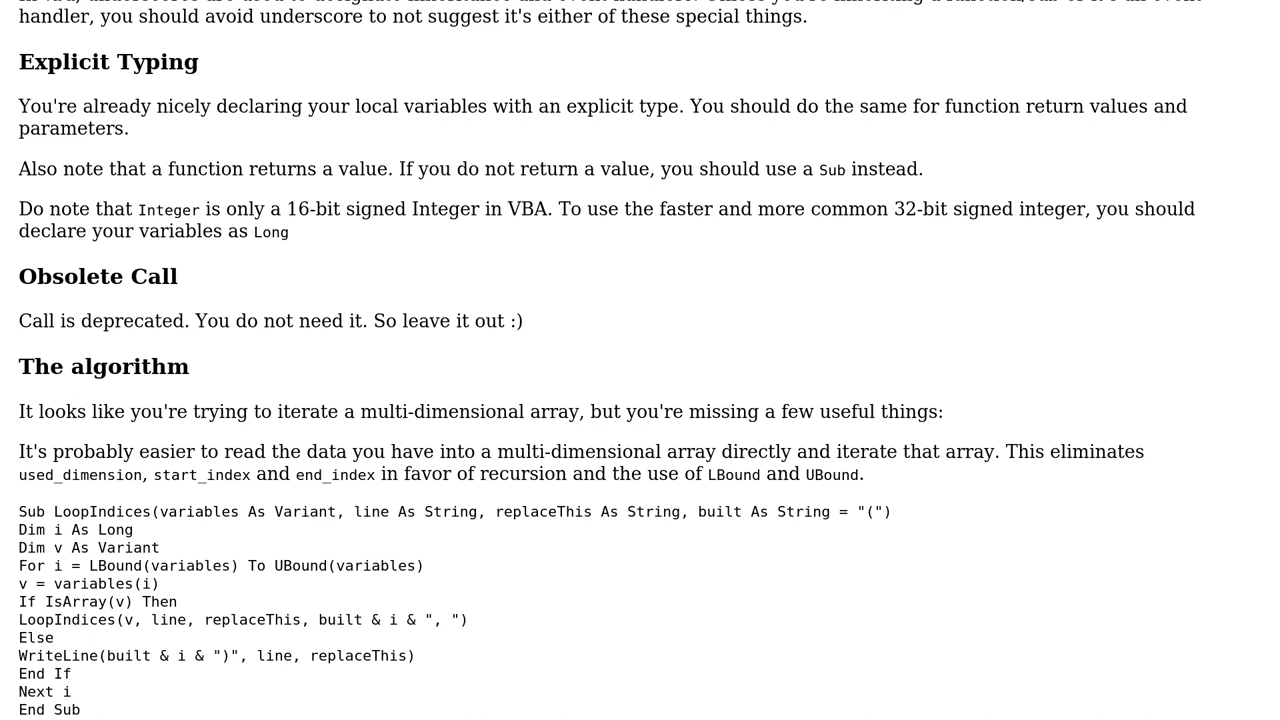 handler, you should avoid underscore to not suggest it's either of these special things.
Explicit Typing
You're already nicely declaring your local variables with an explicit type. You should do the same for function return values and
parameters.
Also note that a function returns a value. If you do not return a value, you should use a Sub instead.
Do note that Integer is only a 16-bit signed Integer in VBA. To use the faster and more common 32-bit signed integer, you should
declare your variables as Long
Obsolete Call
Call is deprecated. You do not need it. So leave it out :)
The algorithm
It looks like you're trying to iterate a multi-dimensional array, but you're missing a few useful things:
It's probably easier to read the data you have into a multi-dimensional array directly and iterate that array. This eliminates
used_dimension, start_index and end_index in favor of recursion and the use of LBound and UBound.
Sub LoopIndices(variables As Variant, line As String, replaceThis As String, built As String = "(")
Dim i As Long
Dim v As Variant
For i = LBound(variables) To UBound(variables)
v = variables(i)
If IsArray(v) Then
LoopIndices(v, line, replaceThis, built & i & ", ")
Else
WriteLine(built & i & ")", line, replaceThis)
End If
Next i
End Sub